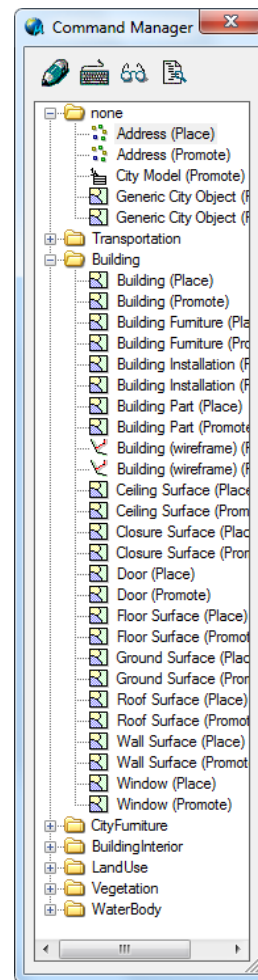 Command Manager
none
Address (Place)
Address (Promote)
City Model (Promote)
Generic City Object (F
Generic City Object (F
Transportation
Building
Building (Place)
Building (Promote)
Building Furniture (Pla
Building Furniture (Pro
Building Installation (F
Building Installation (F
Building Part (Place)
Building Part (Promote
Building (wireframe) (F
Building (wireframe) (F
Ceiling Surface (Place
Ceiling Surface (Prom
Closure Surface (Plac
Closure Surface (Pror
Door (Place)
Door (Promote)
Floor Surface (Place)
Floor Surface (Promot
Ground Surface (Plac
Ground Surface (Pror
Roof Surface (Place)
Roof Surface (Promot
Wall Surface (Place)
Wall Surface (Promot
Window (Place)
Window (Promote)
CityFurniture
BuildingInterior
LandUse
Vegetation
WaterBody